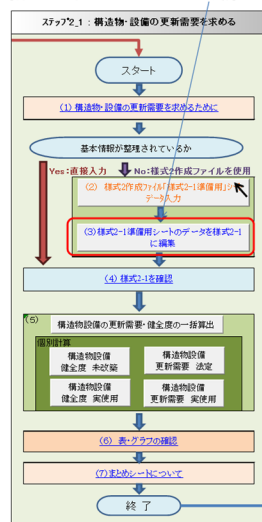 ステップ2_1：構造物・設備の更新需要を求める
スタート
(1) 構造物・設備の更新需要を求めるために
基本情報が整理されているか
Yes：直接入力
No：様式2作成ファイルを使用
(2) 様式2作成ファイル「様式2-1準備用」シ
データ入力
(3)様式2-1準備用シートのデータを様式2-1
に編集
(4) 様式2-1を確認
(5)
構造物設備の更新需要・健全度の一括算出
個別計算
構造物設備
健全度 未改築
構造物設備
更新需要 法定
構造物設備
健全度 実使用
構造物設備
更新需要 実使用
(6) 表・グラフの確認
(7)まとめシートについて
終 了